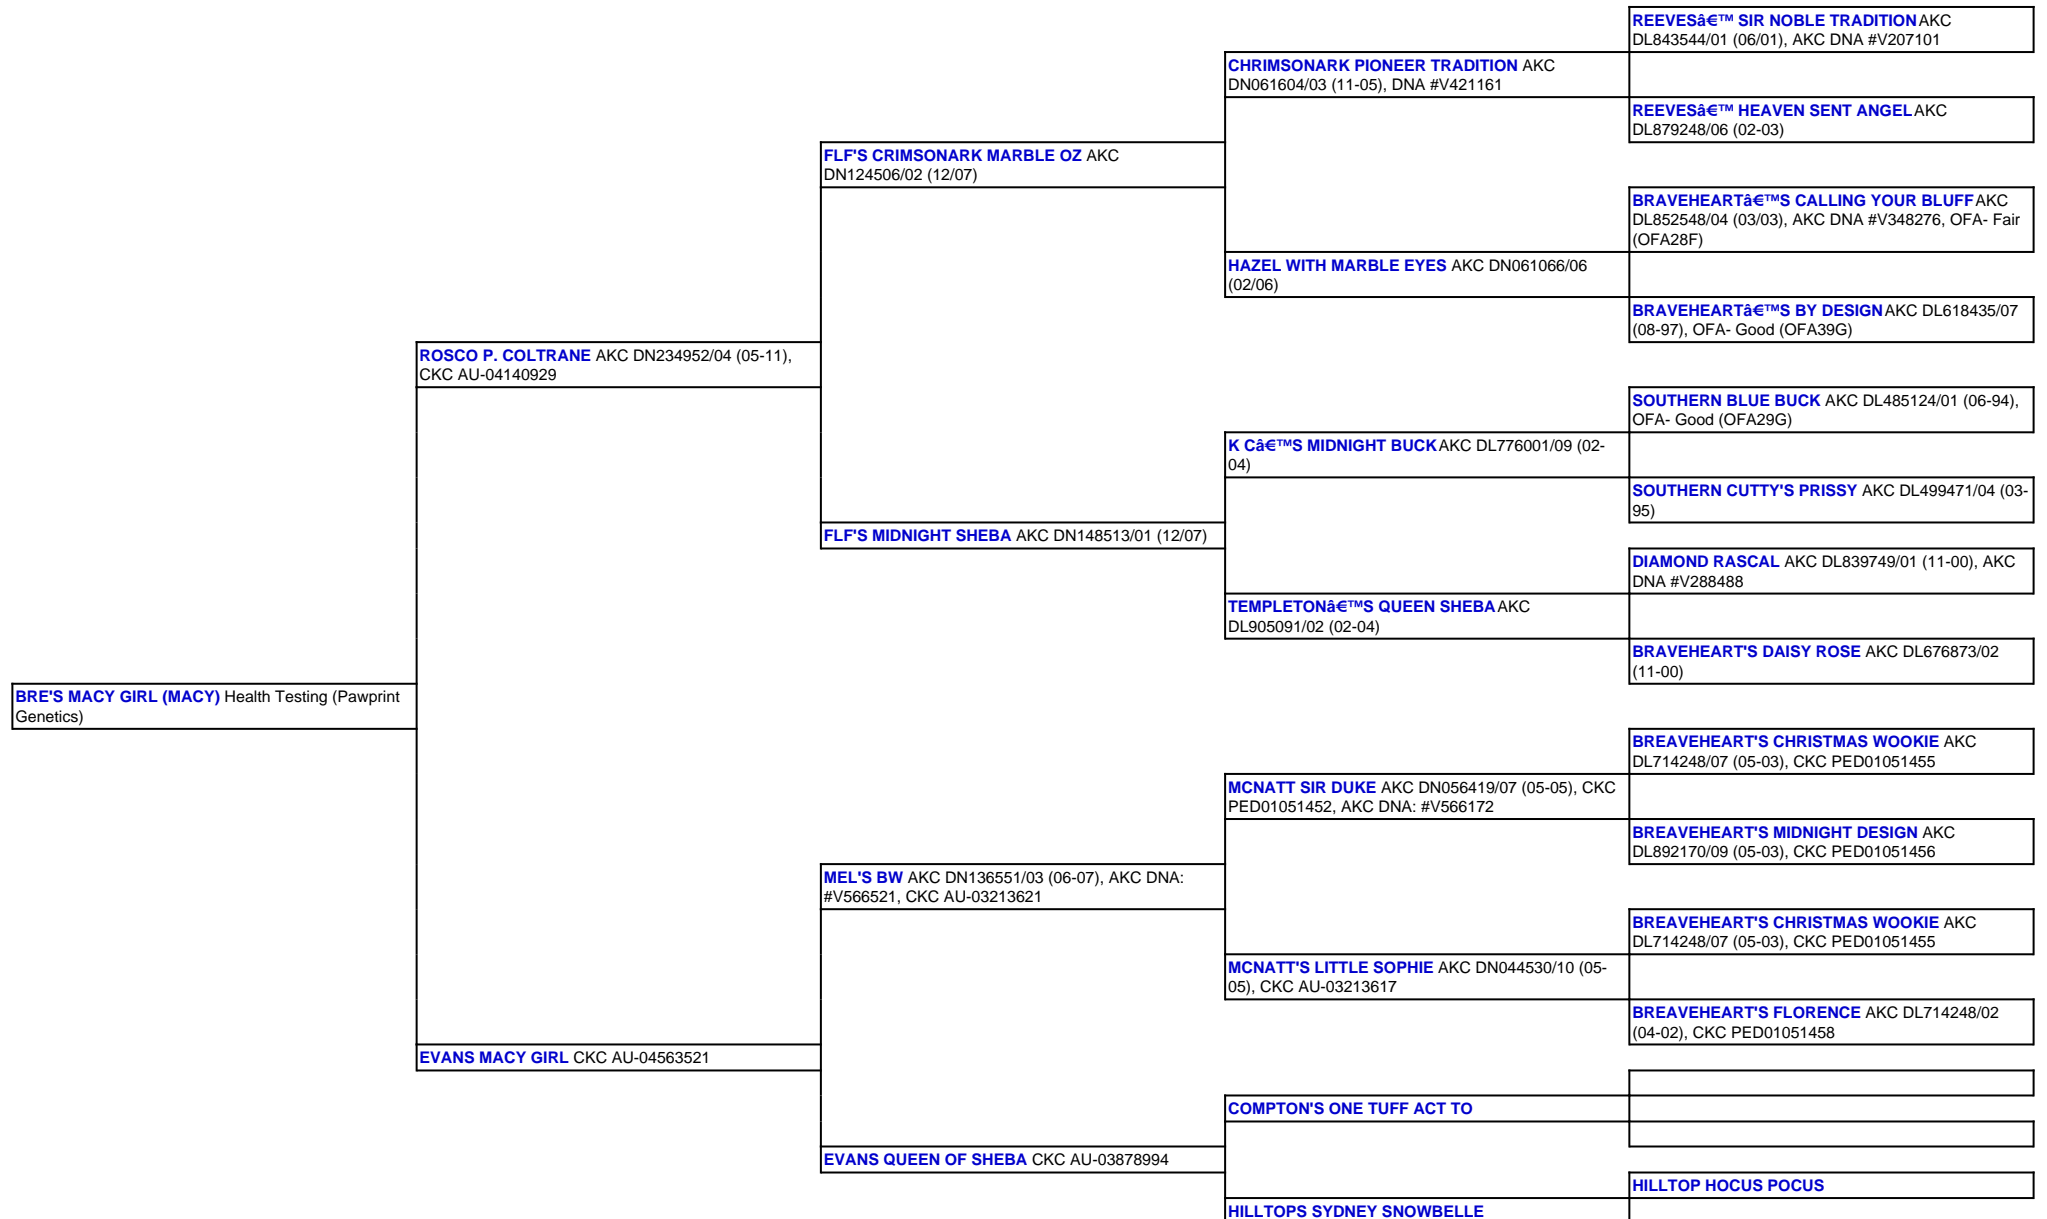 REEVESâ€™ SIR NOBLE TRADITION AKC
DL843544/01 (06/01), AKC DNA #V207101
CHRIMSONARK PIONEER TRADITION AKC
DN061604/03 (11-05), DNA #V421161
REEVESâ€™ HEAVEN SENT ANGEL AKC
DL879248/06 (02-03)
FLF'S CRIMSONARK MARBLE OZ AKC
DN124506/02 (12/07)
BRAVEHEARTâ€™S CALLING YOUR BLUFF AKC
DL852548/04 (03/03), AKC DNA #V348276, OFA- Fair
(OFA28F)
HAZEL WITH MARBLE EYES AKC DN061066/06
(02/06)
BRAVEHEARTâ€™S BY DESIGN AKC DL618435/07
(08-97), OFA- Good (OFA39G)
ROSCO P. COLTRANE AKC DN234952/04 (05-11),
CKC AU-04140929
SOUTHERN BLUE BUCK AKC DL485124/01 (06-94),
OFA- Good (OFA29G)
K Câ€™S MIDNIGHT BUCK AKC DL776001/09 (02-
04)
SOUTHERN CUTTY'S PRISSY AKC DL499471/04 (03-
95)
FLF'S MIDNIGHT SHEBA AKC DN148513/01 (12/07)
DIAMOND RASCAL AKC DL839749/01 (11-00), AKC
DNA #V288488
TEMPLETONâ€™S QUEEN SHEBA AKC
DL905091/02 (02-04)
BRAVEHEART'S DAISY ROSE AKC DL676873/02
(11-00)
BRE'S MACY GIRL (MACY) Health Testing (Pawprint
Genetics)
BREAVEHEART'S CHRISTMAS WOOKIE AKC
DL714248/07 (05-03), CKC PED01051455
MCNATT SIR DUKE AKC DN056419/07 (05-05), CKC
PED01051452, AKC DNA: #V566172
BREAVEHEART'S MIDNIGHT DESIGN AKC
DL892170/09 (05-03), CKC PED01051456
MEL'S BW AKC DN136551/03 (06-07), AKC DNA:
#V566521, CKC AU-03213621
BREAVEHEART'S CHRISTMAS WOOKIE AKC
DL714248/07 (05-03), CKC PED01051455
MCNATT'S LITTLE SOPHIE AKC DN044530/10 (05-
05), CKC AU-03213617
BREAVEHEART'S FLORENCE AKC DL714248/02
(04-02), CKC PED01051458
EVANS MACY GIRL CKC AU-04563521
COMPTON'S ONE TUFF ACT TO
EVANS QUEEN OF SHEBA CKC AU-03878994
HILLTOP HOCUS POCUS
HILLTOPS SYDNEY SNOWBELLE